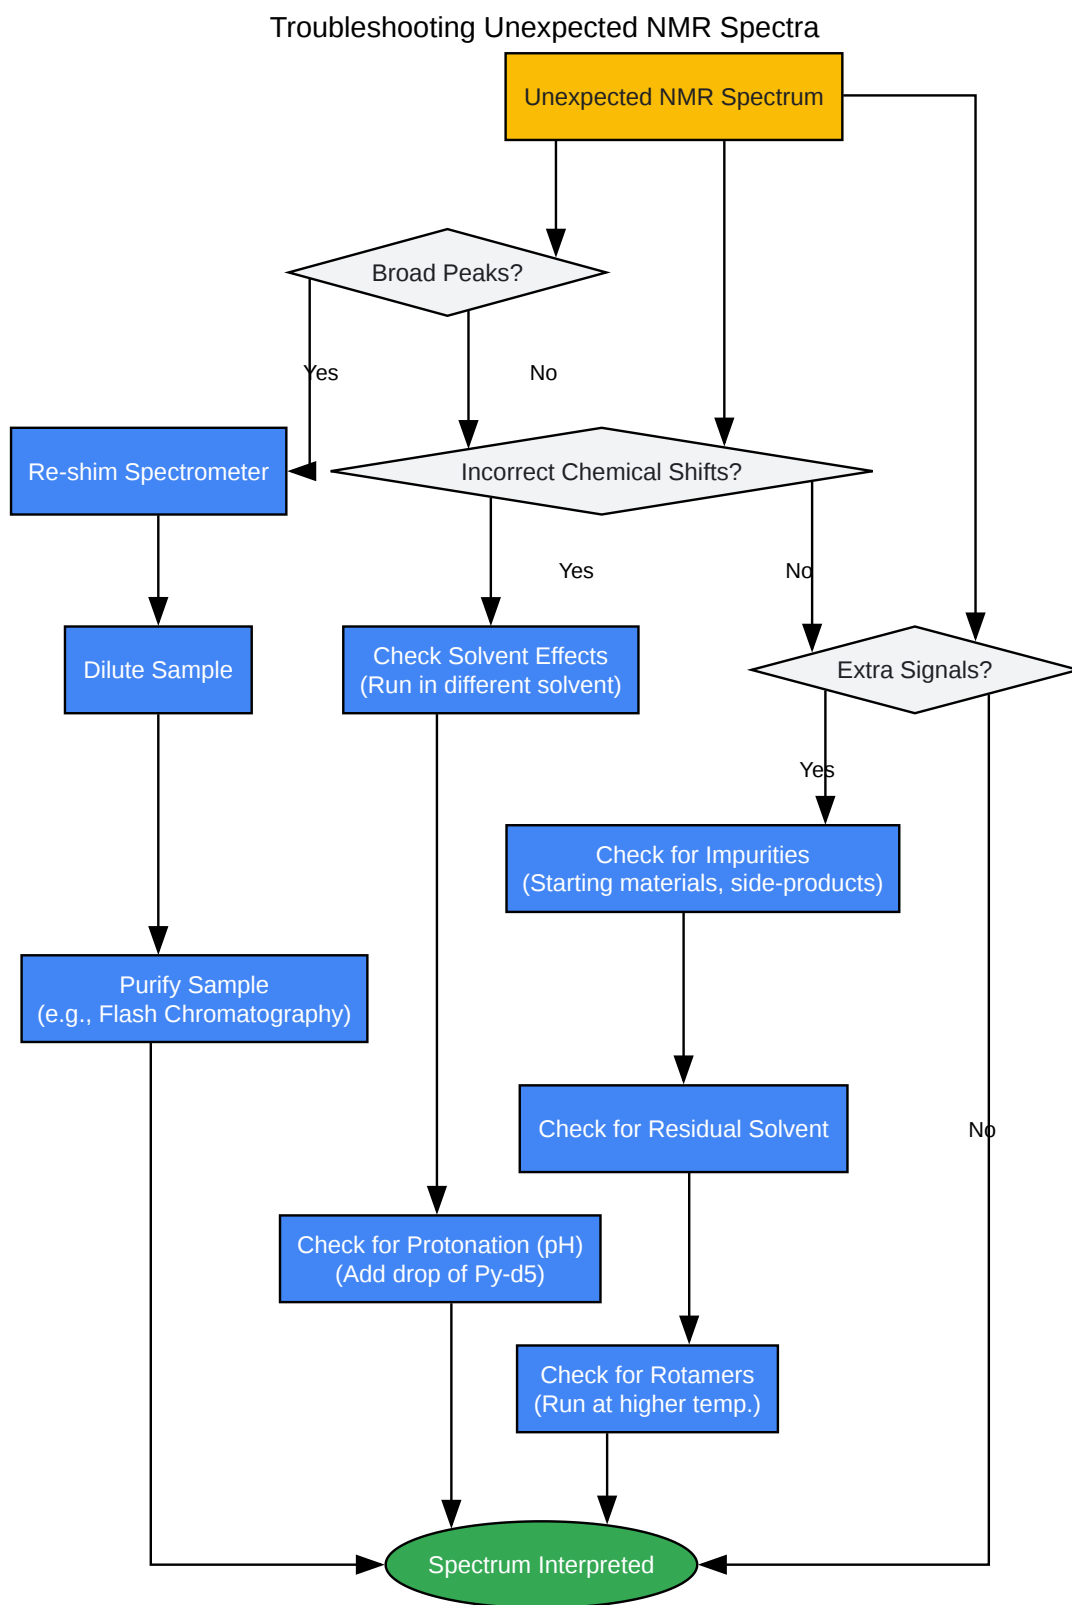 Troubleshooting Unexpected NMR Spectra
Unexpected NMR Spectrum
Broad Peaks?
Yes
No
Re-shim Spectrometer
Incorrect Chemical Shifts?
Yes
No
Dilute Sample
Check Solvent Effects
(Run in different solvent)
Extra Signals?
Yes
Check for Impurities
(Starting materials, side-products)
Purify Sample
(e.g., Flash Chromatography)
Check for Residual Solvent
No
Check for Protonation (pH)
(Add drop of Py-d5)
Check for Rotamers
(Run at higher temp.)
Spectrum Interpreted